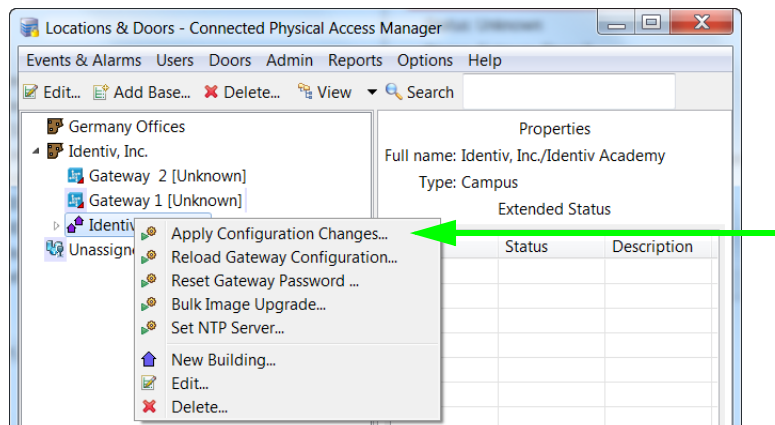 Locations & Doors - Connected Physical Access Manager
Events & Alarms Users Doors Admin Reports Options Help
Edit... Add Base... Delete... View Search
Germany Offices
Identiv, Inc.
Gateway 2 [Unknown]
Gateway 1 [Unknown]
Identiv
Unassigne
Apply Configuration Changes...
Reload Gateway Configuration...
Reset Gateway Password ...
Bulk Image Upgrade...
Set NTP Server...
New Building...
Edit...
Delete...
Properties
Full name: Identiv, Inc./Identiv Academy
Type: Campus
Extended Status
Status Description